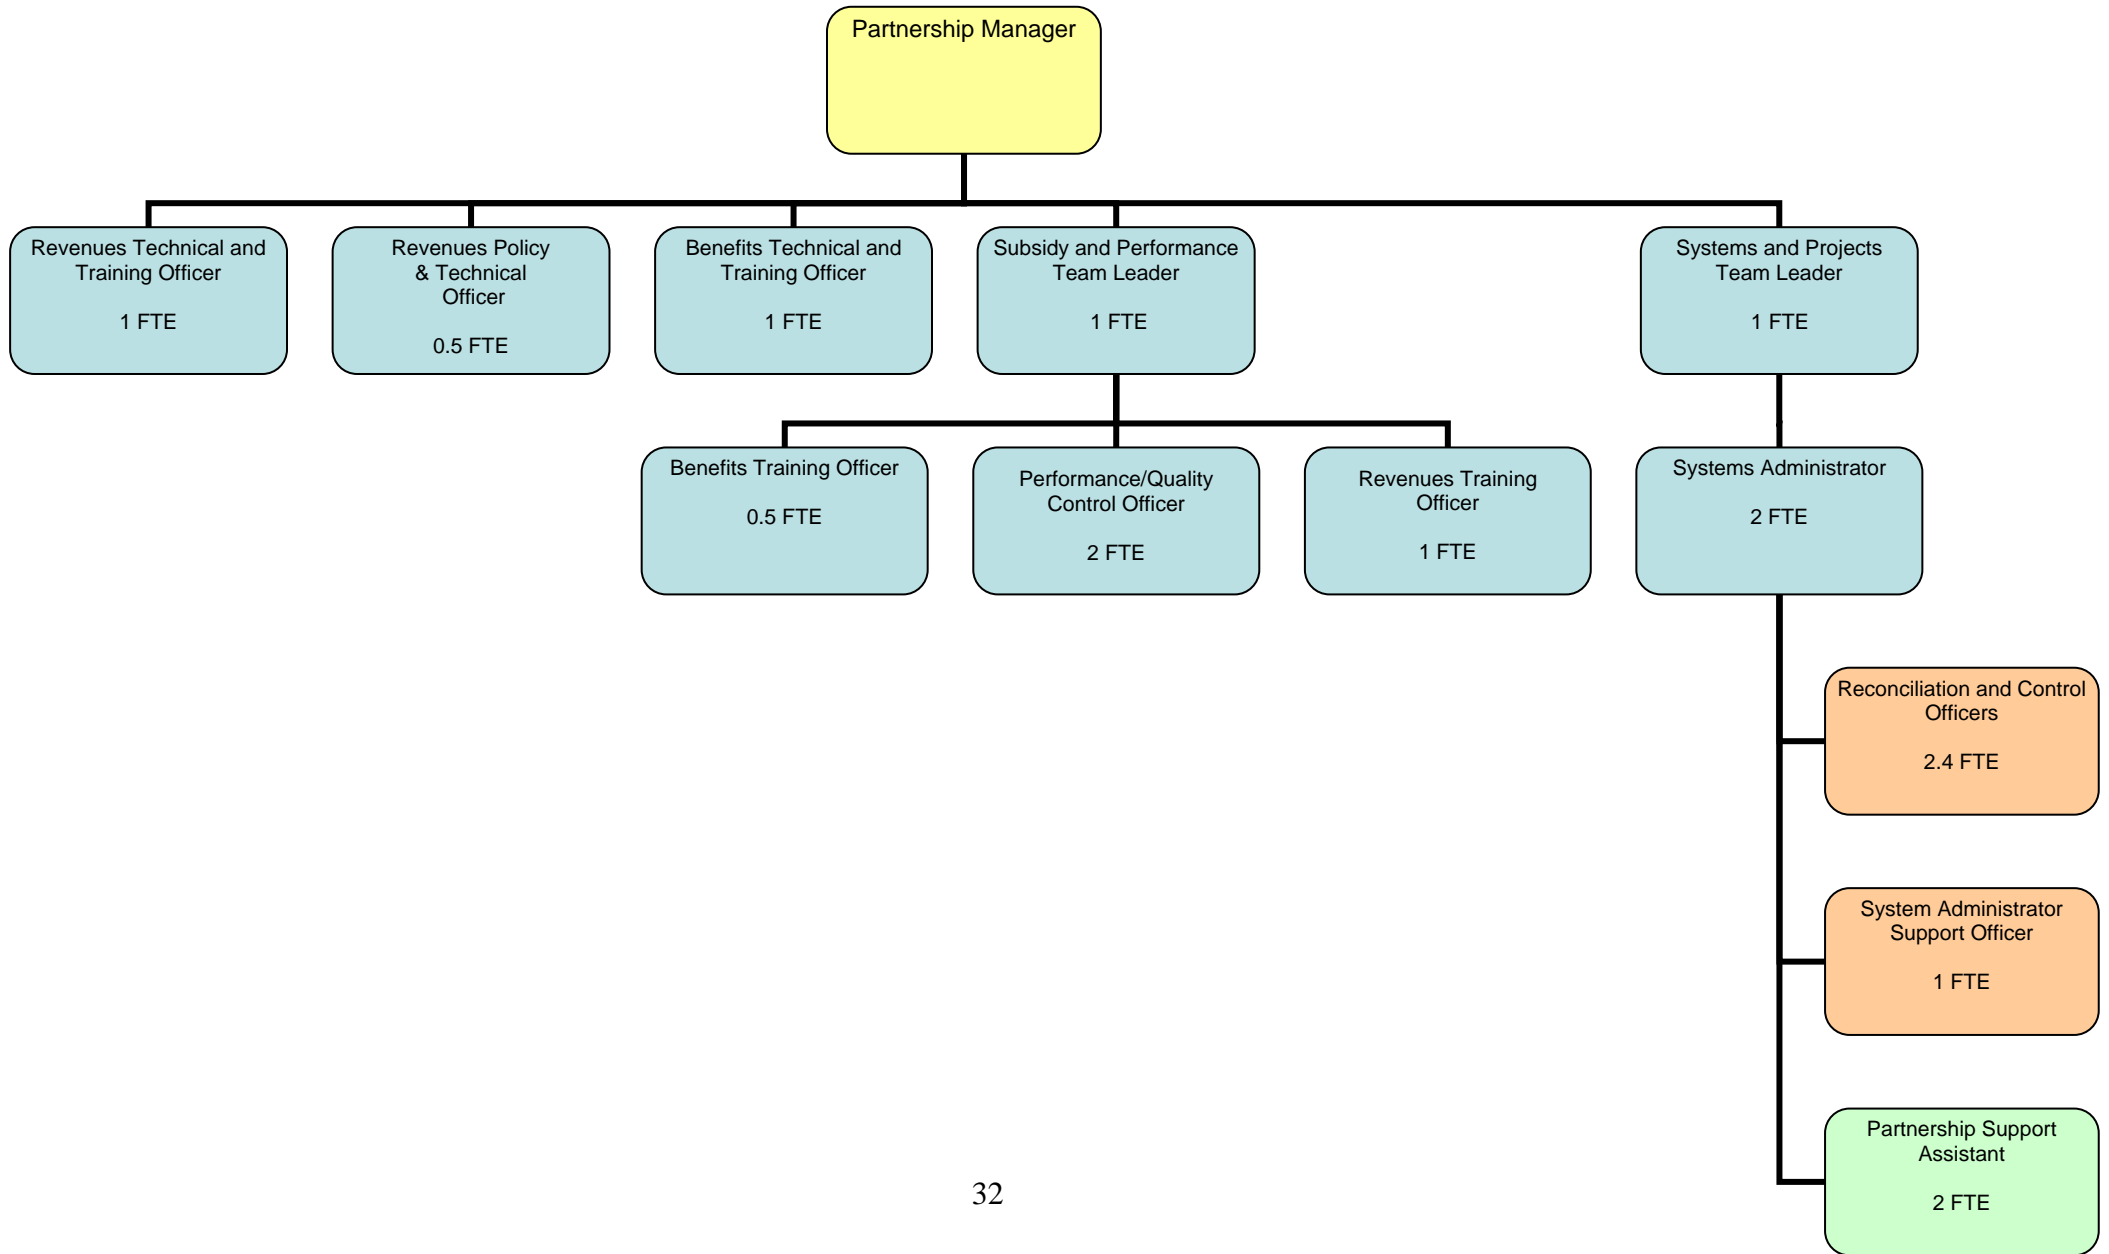 Partnership Manager
Revenues Technical and
Training Officer
1 FTE
Revenues Policy
& Technical
Officer
0.5 FTE
Benefits Technical and
Training Officer
1 FTE
Subsidy and Performance
Team Leader
1 FTE
Systems and Projects
Team Leader
1 FTE
Benefits Training Officer
0.5 FTE
Performance/Quality
Control Officer
2 FTE
Revenues Training
Officer
1 FTE
Systems Administrator
2 FTE
Reconciliation and Control
Officers
2.4 FTE
System Administrator
Support Officer
1 FTE
Partnership Support
Assistant
2 FTE
32